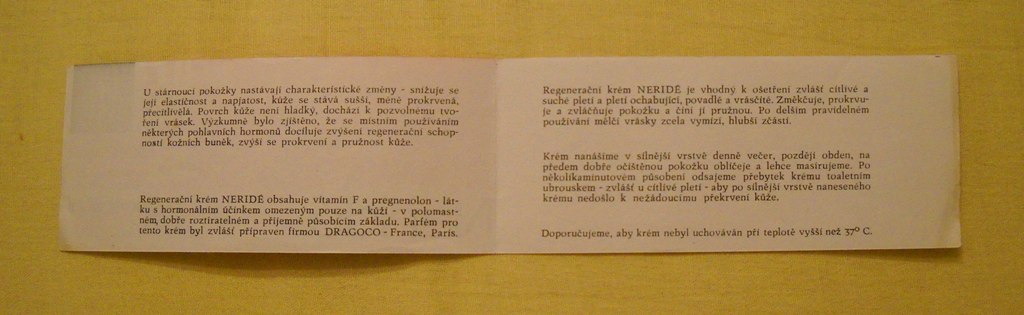 U stárnoucí pokožky nastávají charakteristické změny - snižuje se
její elastičnost a napjatost, kůže se stává sušší, méně prokrvená,
přecitlivělá. Povrch kůže není hladký, dochází k pozvolnému tvo-
ření vrásek. Výzkumně bylo zjištěno, že se místním používáním
některých pohlavních hormonů dociluje zvýšení regenerační schop-
nosti kožních buněk, zvýší se prokrvení a pružnost kůže.
Regenerační krém NERIDÉ obsahuje vitamín F a pregnenolon - lát-
ku s hormonálním účinkem omezeným pouze na kůži - v polomast-
ném, dobře roztíratelném a příjemně působícím základu. Parfém pro
tento krém byl zvlášť připraven firmou DRAGOCO - France, Paris.
Regenerační krém NERIDÉ je vhodný k ošetření zvlášť citlivé a
suché pleti a pleti ochabující, povadlé a vrásčité. Změkčuje, prokrvu-
je a zvláčňuje pokožku a činí ji pružnou. Po delším pravidelném
používání mělčí vrásky zcela vymizí, hlubší zčásti.
Krém nanášíme v silnější vrstvě denně večer, později obden, na
předem dobře očištěnou pokožku obličeje a lehce masírujeme. Po
několikaminutovém působení odsajeme přebytek krému toaletním
ubrouskem - zvlášť u citlivé pleti - aby po silnější vrstvě naneseného
krému nedošlo k nežádoucímu překrvení kůže.
Doporučujeme, aby krém nebyl uchováván při teplotě vyšší než 37° C.